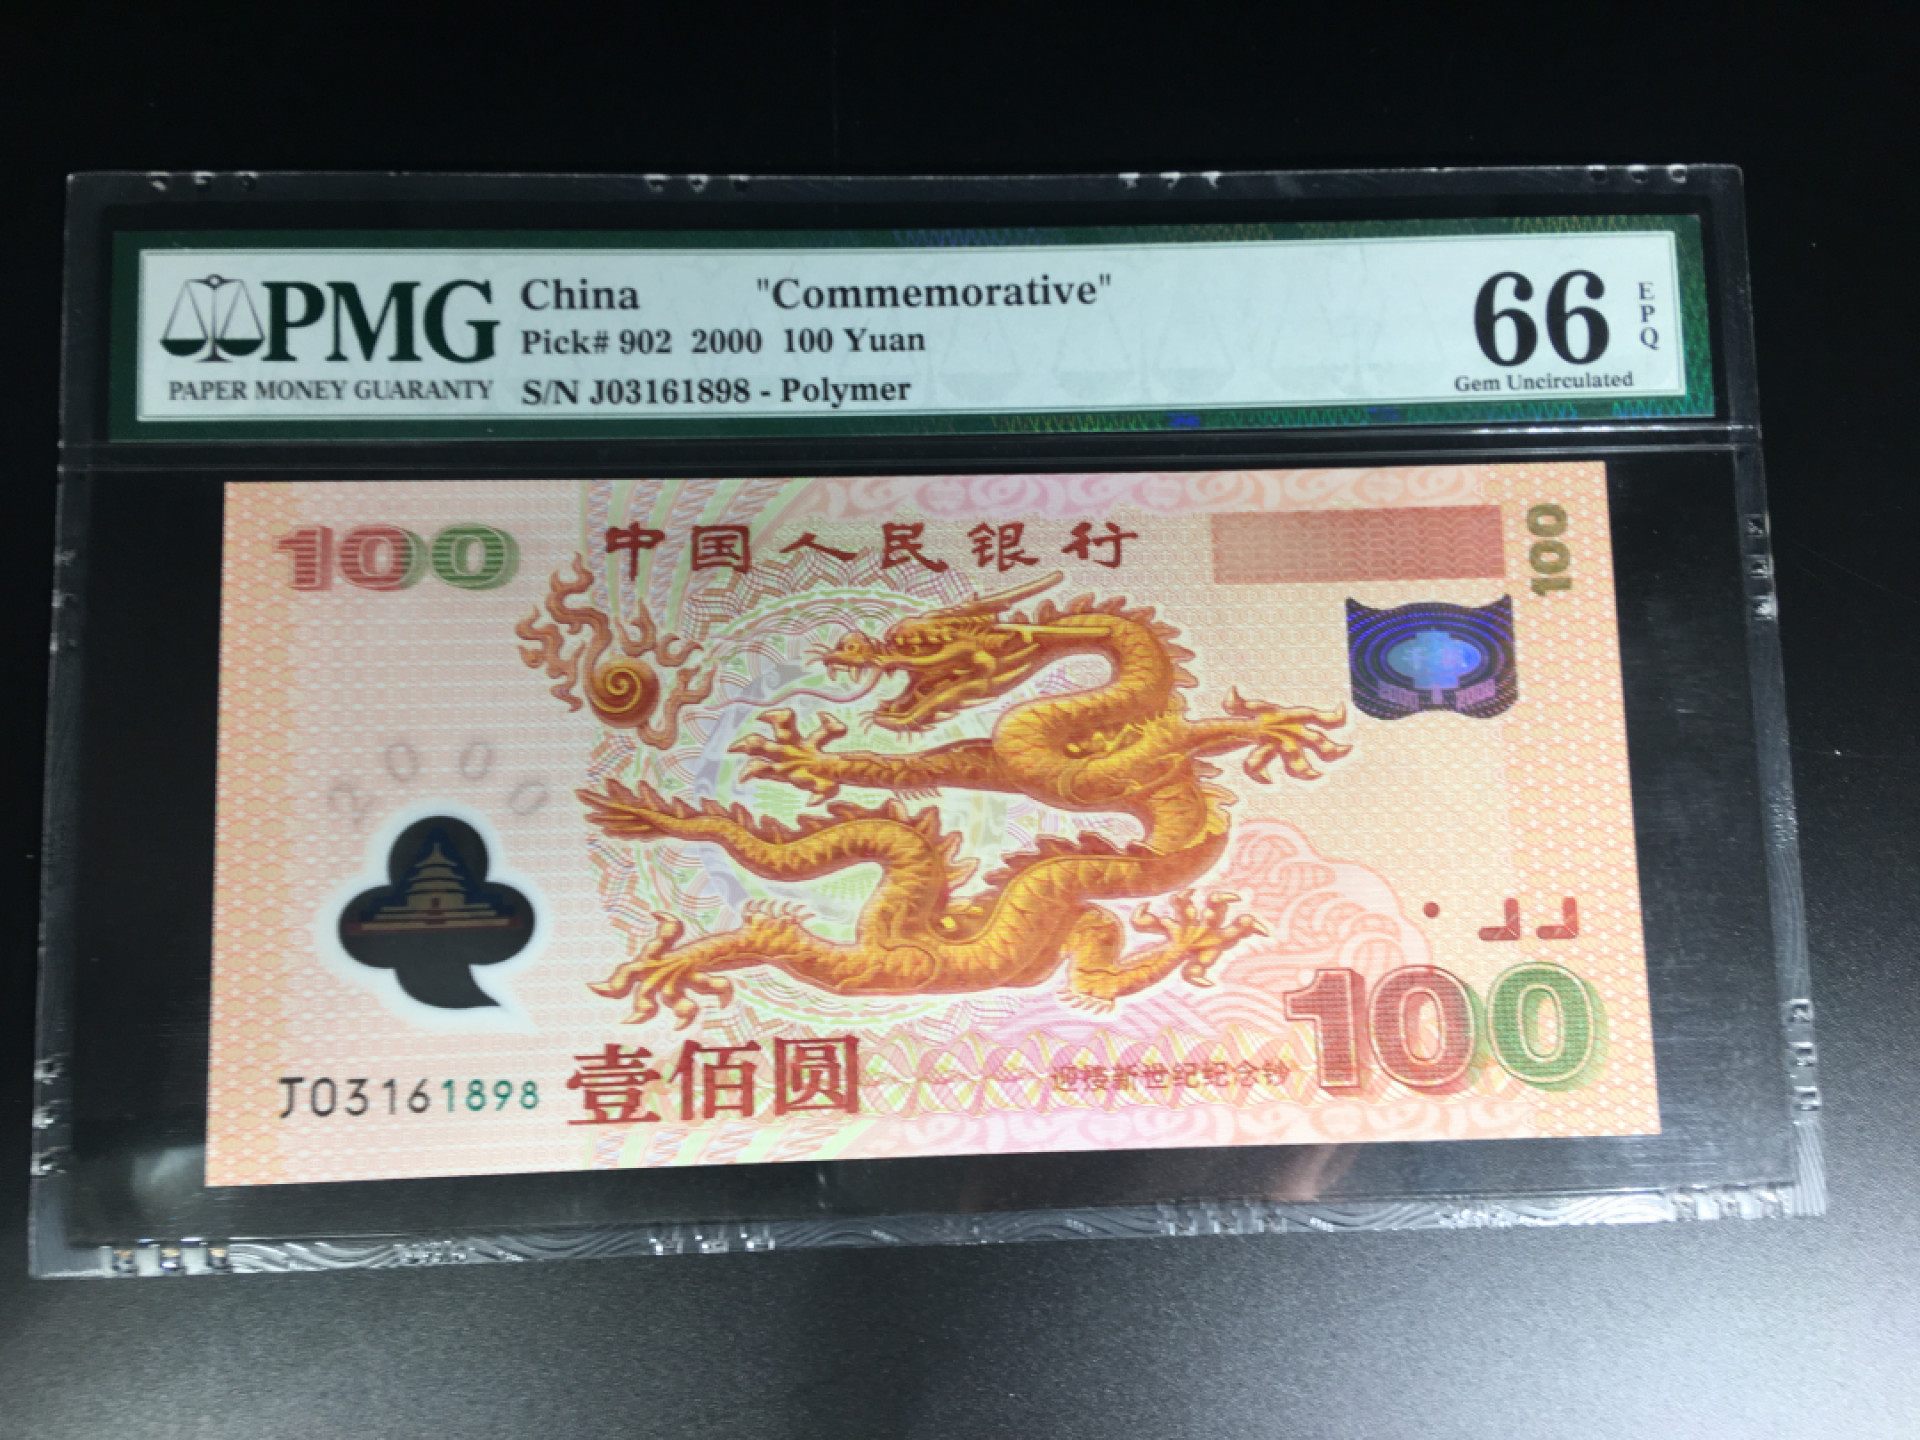 PMG
PAPER MONEY GUARANTY
China "Commemorative"
Pick# 902 2000 100 Yuan
S/N J03161898 - Polymer
66
EPQ
Gem Uncirculated
100
中国人民银行
100
2000
100
J03161898
壹佰圆
迎接新世纪纪念钞